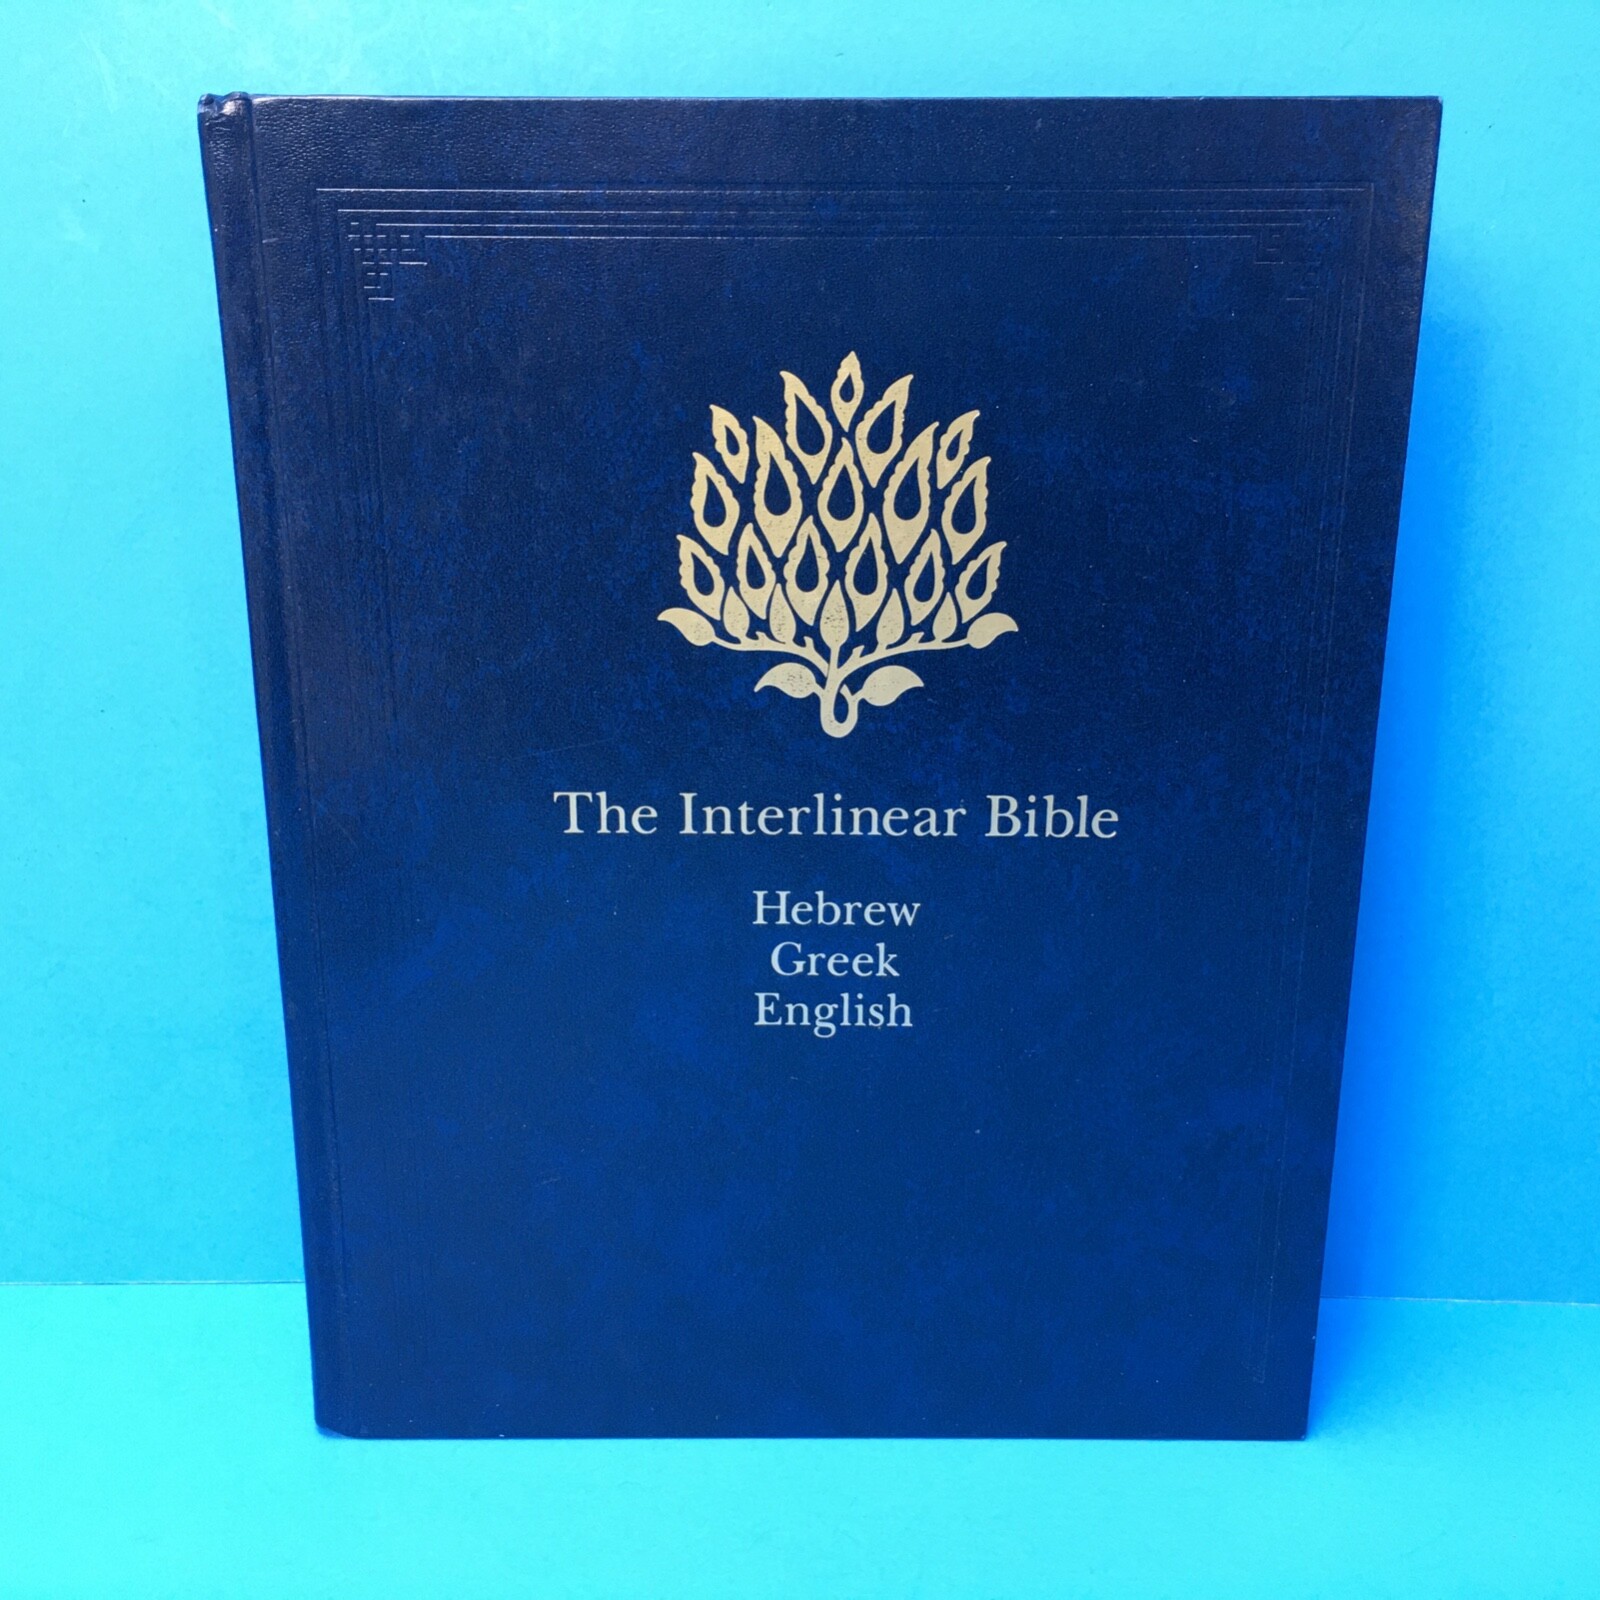 The Interlinear Bible
Hebrew
Greek
English